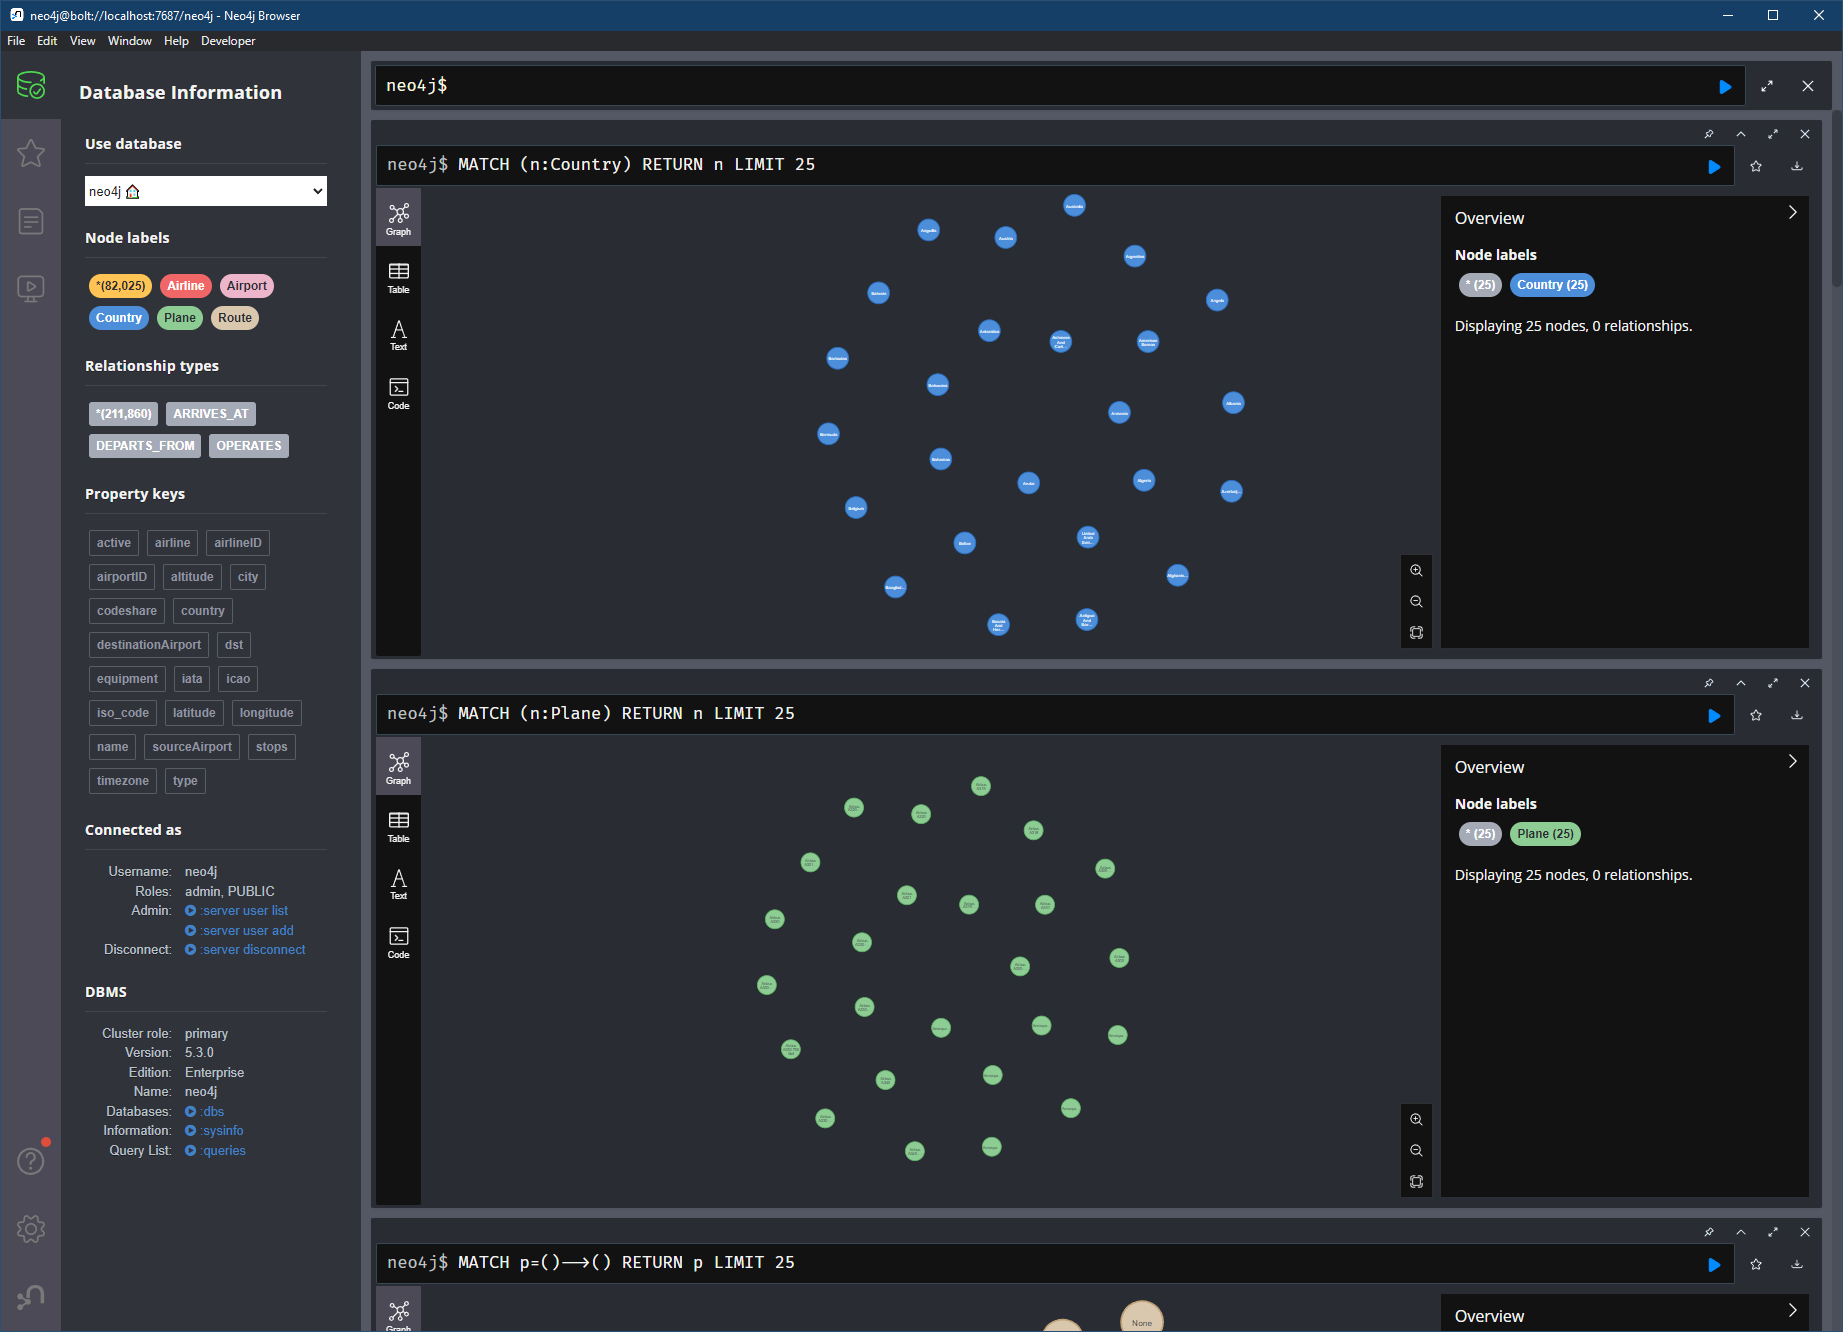 neo4j@bolt://localhost:7687/neo4j - Neo4j Browser
File Edit View Window Help Developer
Database Information
Use database
neo4j
Node labels
*(82,025) Airline Airport
Country Plane Route
Relationship types
*(211,860) ARRIVES_AT
DEPARTS_FROM OPERATES
Property keys
active airline airlineID
airportID altitude city
codeshare country
destinationAirport dst
equipment iata icao
iso_code latitude longitude
name sourceAirport stops
timezone type
Connected as
Username: neo4j
Roles: admin, PUBLIC
Admin: :server user list
:server user add
Disconnect: :server disconnect
DBMS
Cluster role: primary
Version: 5.3.0
Edition: Enterprise
Name: neo4j
Databases: :dbs
Information: :sysinfo
Query List: :queries
neo4j$
neo4j$ MATCH (n:Country) RETURN n LIMIT 25
Graph
Table
Text
Code
Overview
Node labels
* (25) Country (25)
Displaying 25 nodes, 0 relationships.
neo4j$ MATCH (n:Plane) RETURN n LIMIT 25
Graph
Table
Text
Code
Overview
Node labels
* (25) Plane (25)
Displaying 25 nodes, 0 relationships.
neo4j$ MATCH p=()-->() RETURN p LIMIT 25
Graph
None
Overview